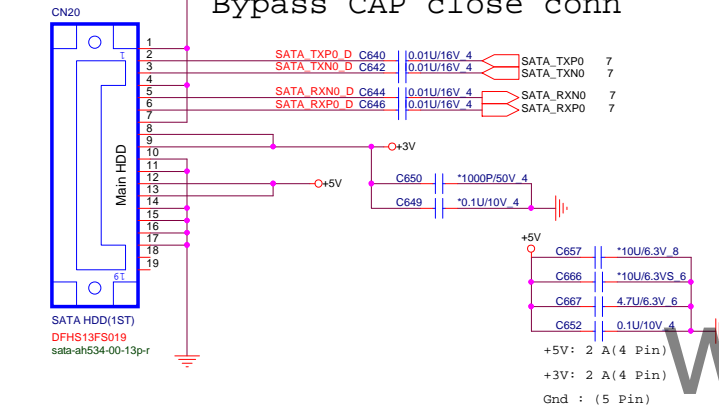 Bypass CAP close conn
CN20
1
2
3
4
5
6
7
8
9
10
11
12
13
14
15
16
17
18
19
1
19
Main HDD
SATA HDD(1ST)
DFHS13FS019
sata-ah534-00-13p-r
SATA_TXP0_D C640 0.01U/16V_4 SATA_TXP0 7
SATA_TXN0_D C642 0.01U/16V_4 SATA_TXN0 7
SATA_RXN0_D C644 0.01U/16V_4 SATA_RXN0 7
SATA_RXP0_D C646 0.01U/16V_4 SATA_RXP0 7
+3V
+5V
C650 *1000P/50V_4
C649 *0.1U/10V_4
+5V
C657 *10U/6.3V_8
C666 *10U/6.3VS_6
C667 4.7U/6.3V_6
C652 0.1U/10V_4
+5V: 2 A(4 Pin)
+3V: 2 A(4 Pin)
Gnd : (5 Pin)